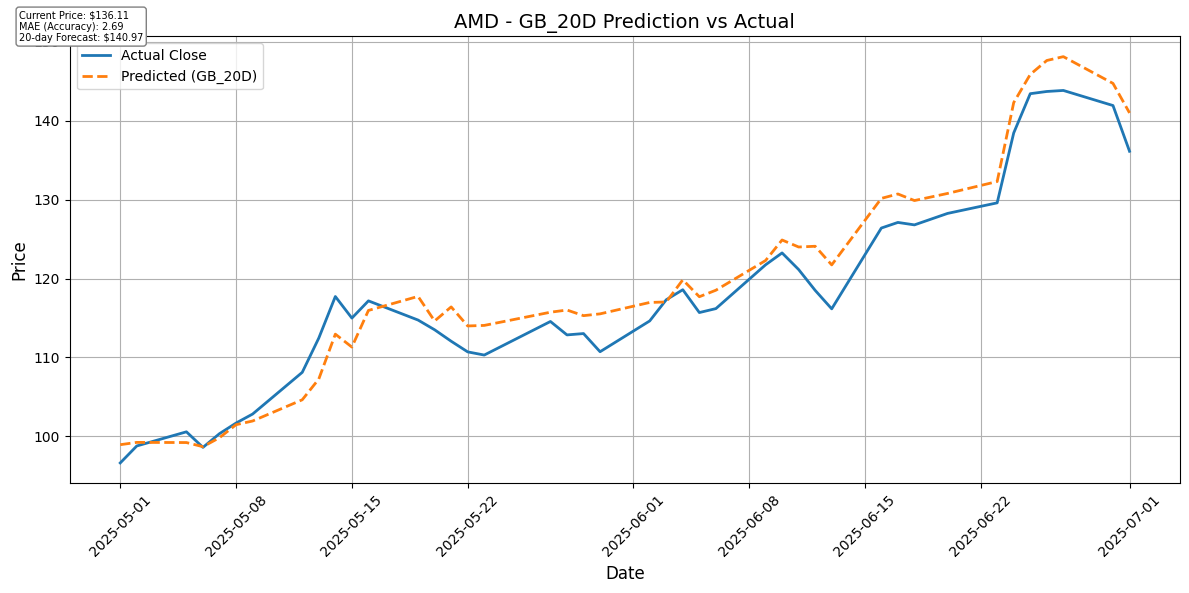 AMD - GB_20D Prediction vs Actual
Current Price: $136.11
MAE (Accuracy): 2.69
20-day Forecast: $140.97
Actual Close
Predicted (GB_20D)
Price
140
130
120
110
100
2025-05-01
2025-05-08
2025-05-15
2025-05-22
2025-06-01
2025-06-08
2025-06-15
2025-06-22
2025-07-01
Date